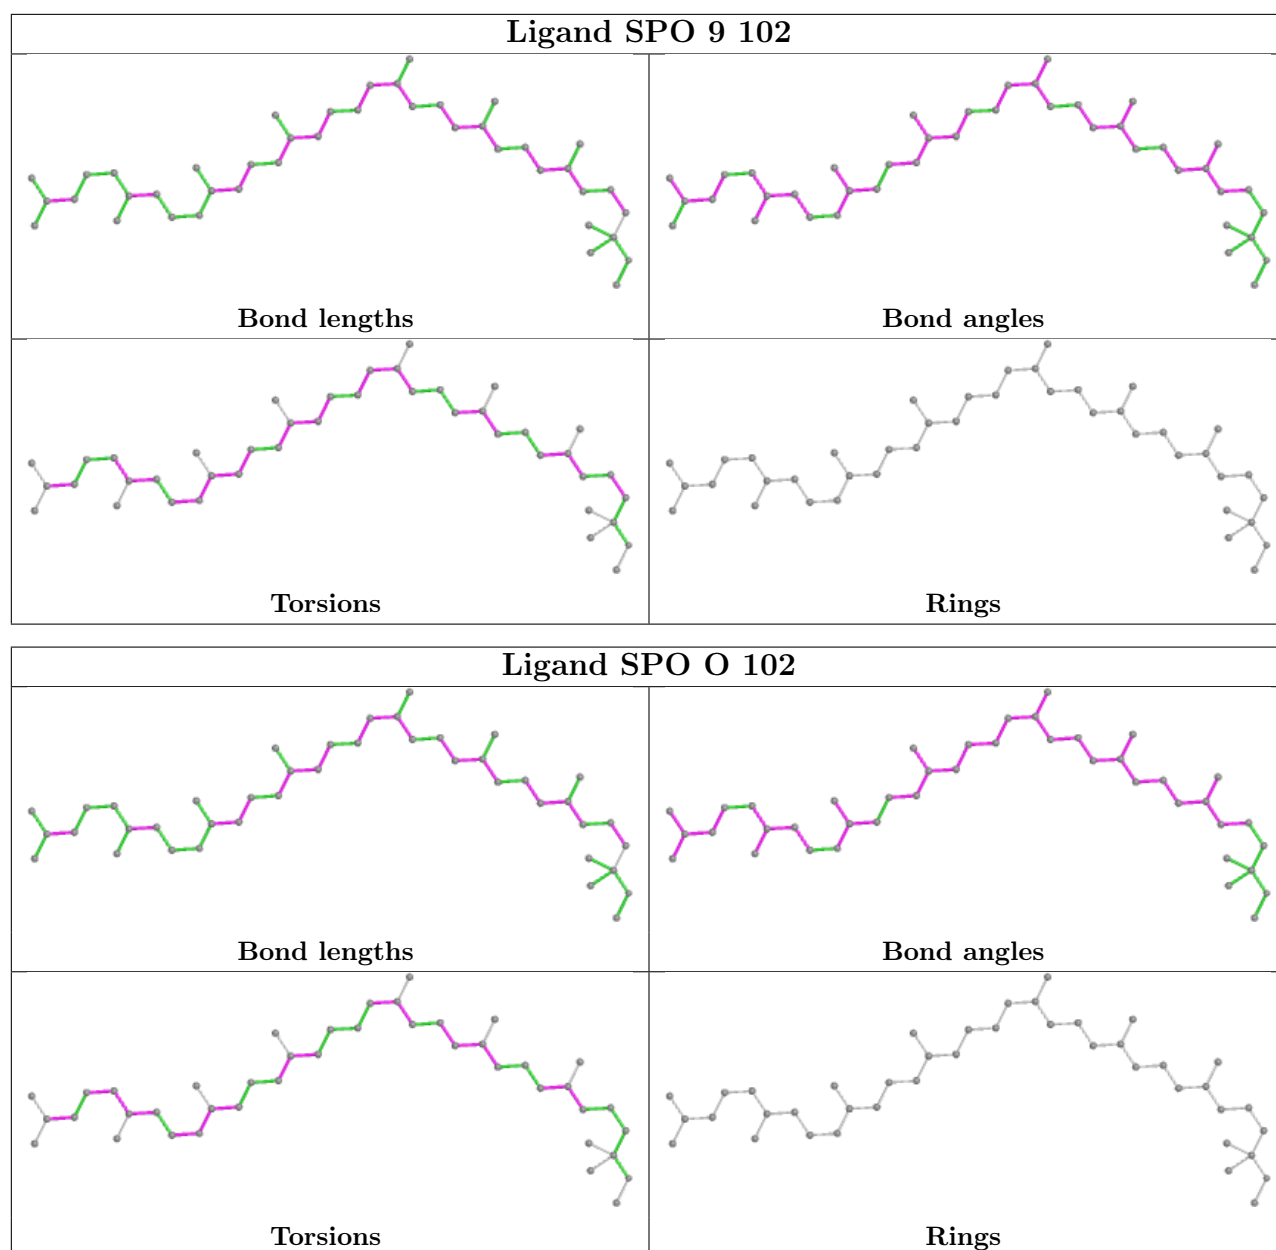 Ligand SPO 9 102
Bond lengths
Bond angles
Torsions
Rings
Ligand SPO O 102
Bond lengths
Bond angles
Torsions
Rings